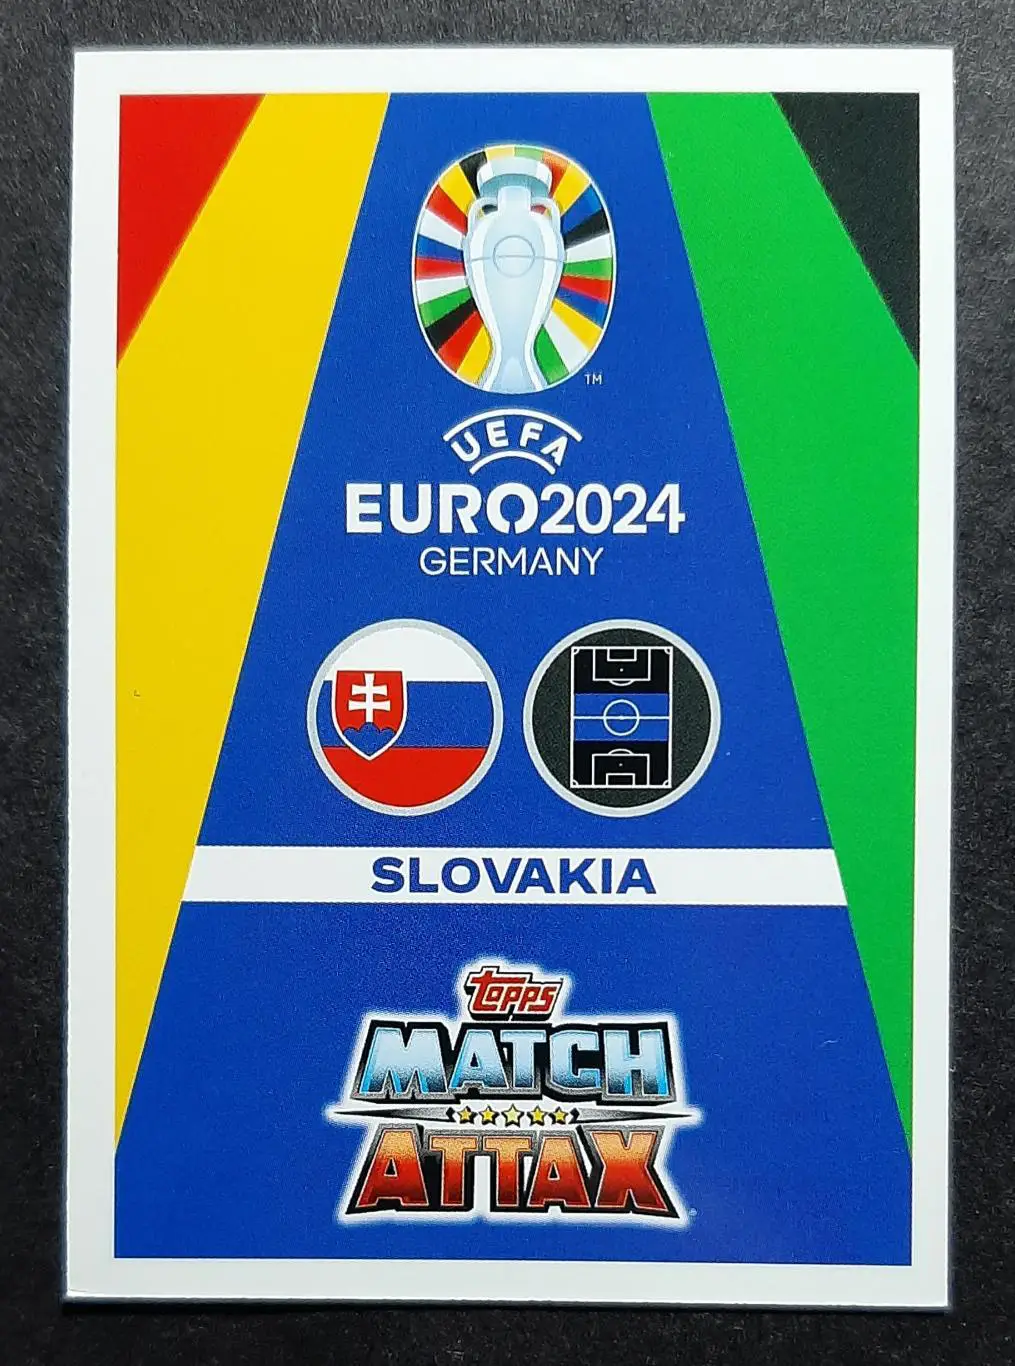 TM
UEFA
EURO2024
GERMANY
SLOVAKIA
topps
MATCH
ATTAX